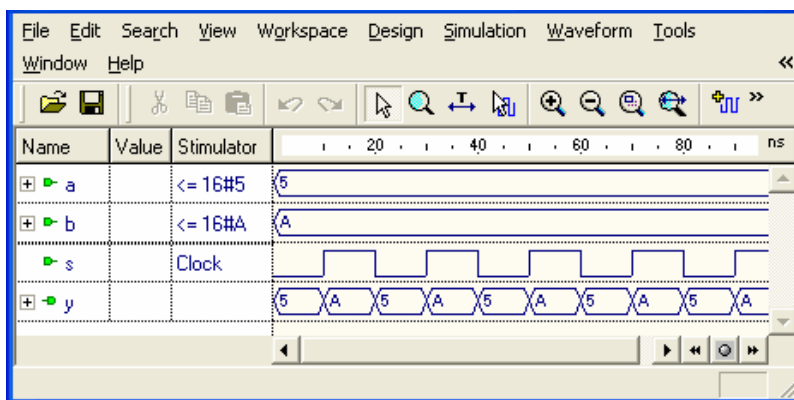 File Edit Search View Workspace Design Simulation Waveform Tools
Window Help
Name Value Stimulator 20 40 60 80 ns
a <= 16#5 5
b <= 16#A A
s Clock
y 5 A 5 A 5 A 5 A 5 A